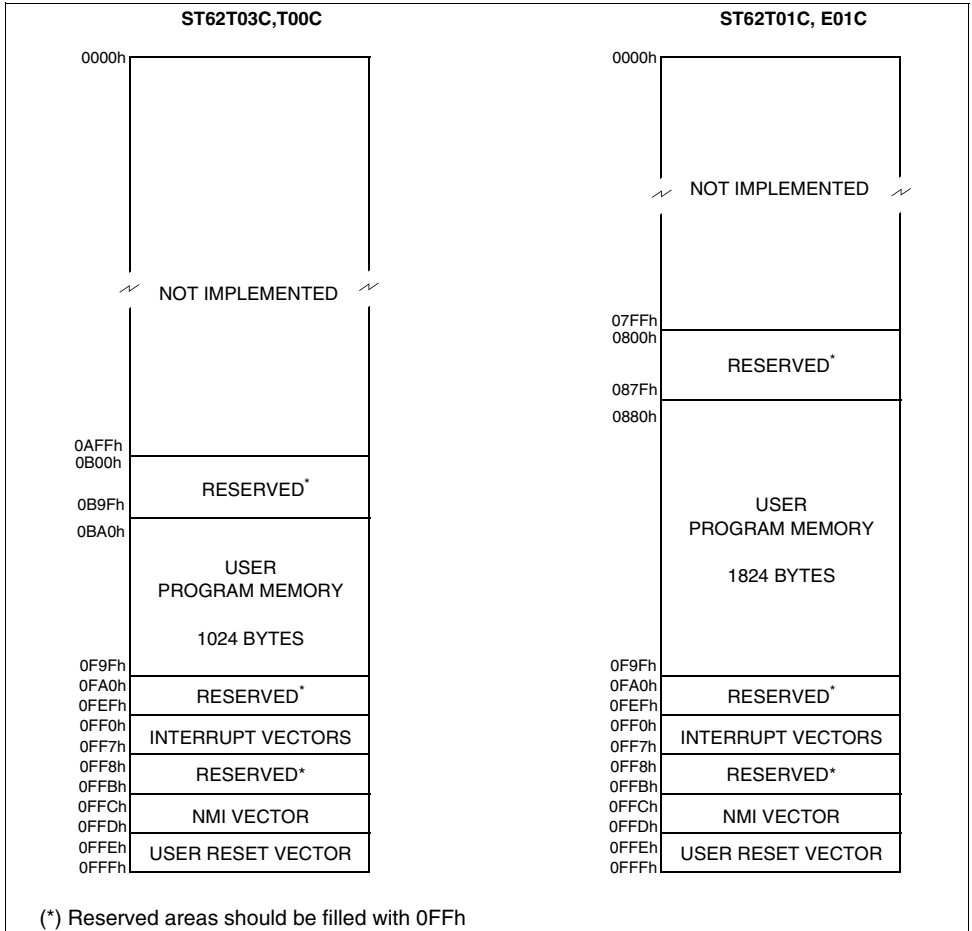 ST62T03C,T00C
0000h
NOT IMPLEMENTED
0AFFh
0B00h
RESERVED*
0B9Fh
0BA0h
USER
PROGRAM MEMORY
1024 BYTES
0F9Fh
0FA0h
RESERVED*
0FEFh
0FF0h
INTERRUPT VECTORS
0FF7h
0FF8h
RESERVED*
0FFBh
0FFCh
NMI VECTOR
0FFDh
0FFEh
USER RESET VECTOR
0FFFh
ST62T01C, E01C
0000h
NOT IMPLEMENTED
07FFh
0800h
RESERVED*
087Fh
0880h
USER
PROGRAM MEMORY
1824 BYTES
0F9Fh
0FA0h
RESERVED*
0FEFh
0FF0h
INTERRUPT VECTORS
0FF7h
0FF8h
RESERVED*
0FFBh
0FFCh
NMI VECTOR
0FFDh
0FFEh
USER RESET VECTOR
0FFFh
(*) Reserved areas should be filled with 0FFh